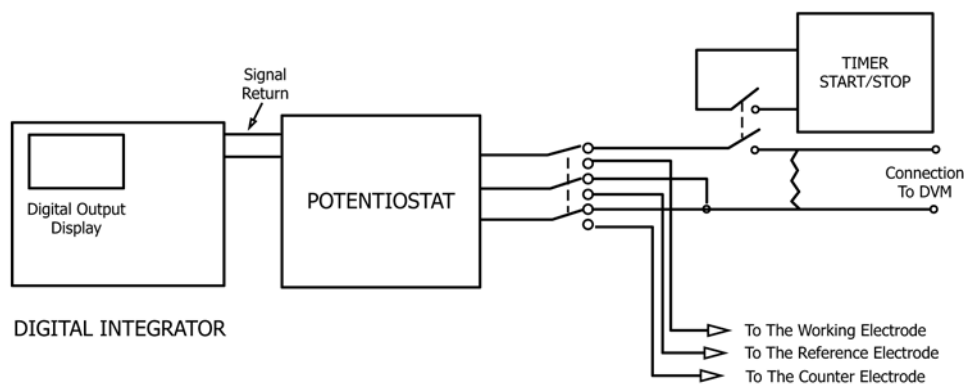 Signal
Return
TIMER
START/STOP
POTENTIOSTAT
Connection
To DVM
Digital Output
Display
DIGITAL INTEGRATOR
To The Working Electrode
To The Reference Electrode
To The Counter Electrode